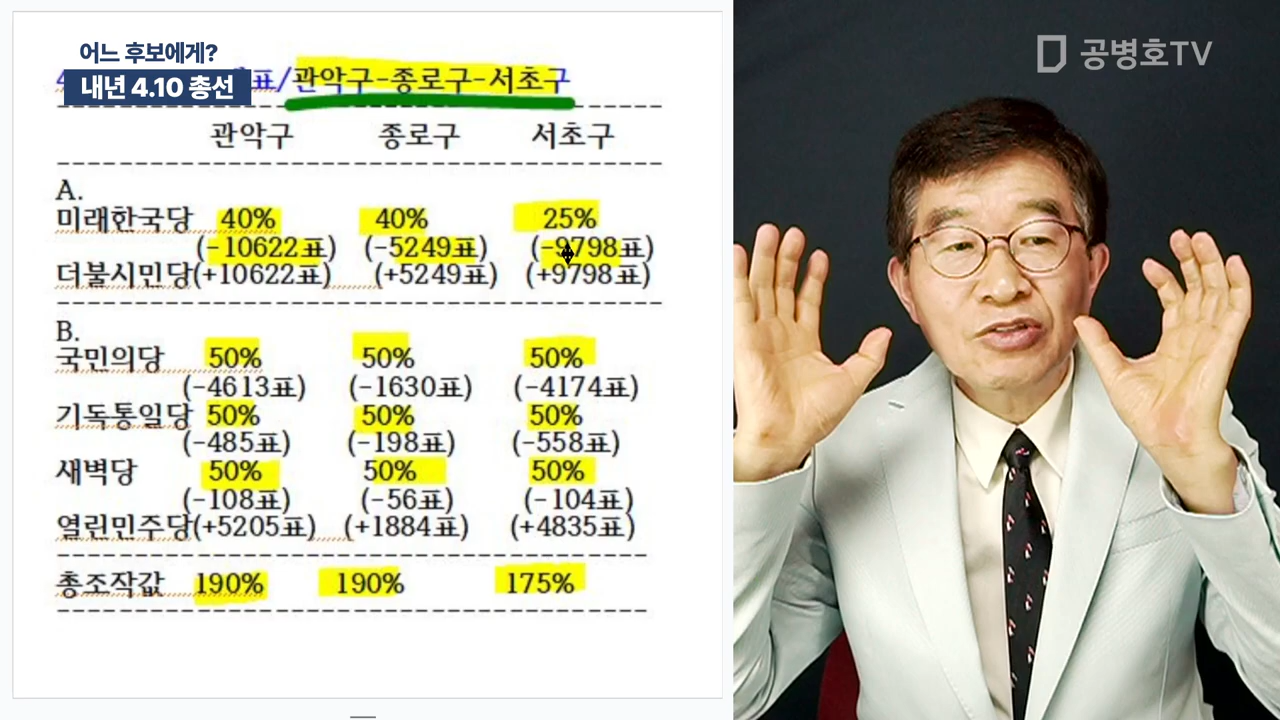 어느 후보에게?
내년 4.10 총선
표/관악구-종로구-서초구
공병호TV
관악구 종로구 서초구
A.
미래한국당 40% 40% 25%
(-10622표) (-5249표) (-9798표)
더불시민당(+10622표) (+5249표) (+9798표)
B.
국민의당 50% 50% 50%
(-4613표) (-1630표) (-4174표)
기독통일당 50% 50% 50%
(-485표) (-198표) (-558표)
새벽당 50% 50% 50%
(-108표) (-56표) (-104표)
열린민주당(+5205표) (+1884표) (+4835표)
총조작값 190% 190% 175%